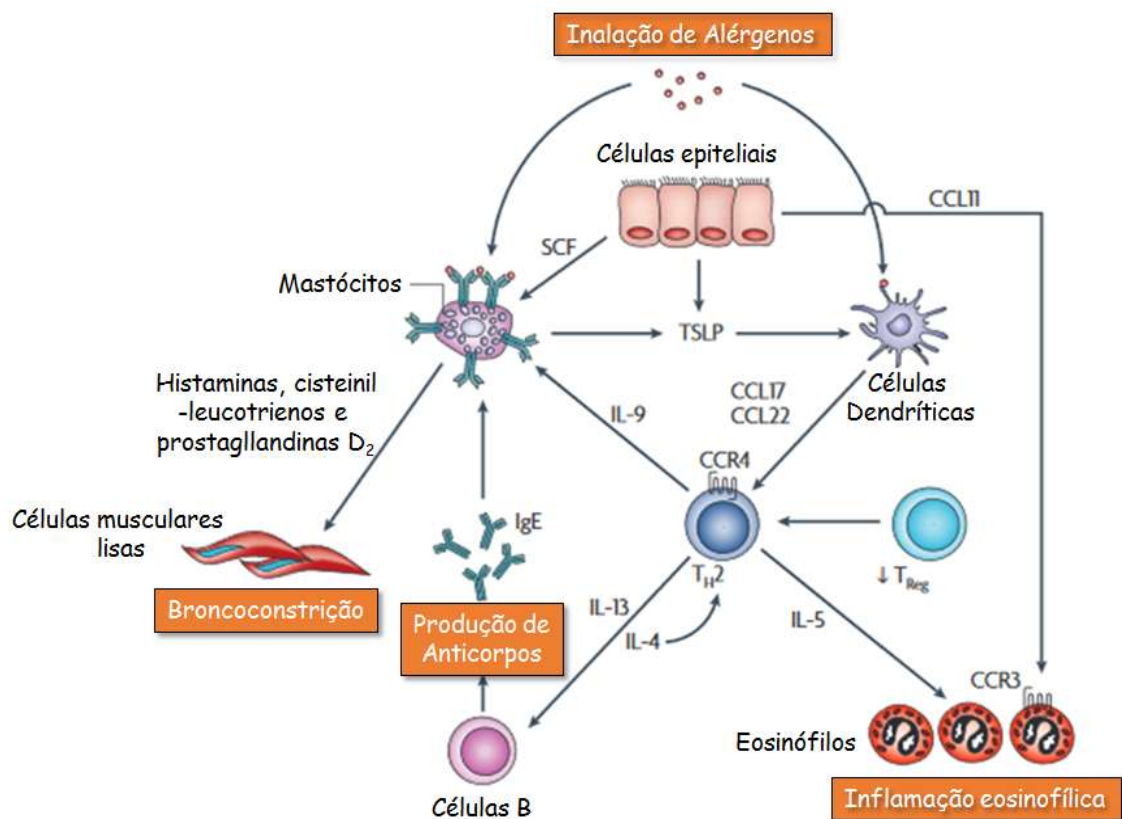 Inalação de Alérgenos
Células epiteliais
CCL11
SCF
Mastócitos
TSLP
Histaminas, cisteinil
-leucotrienos e
prostagllandinas D2
Células
Dendríticas
CCL17
CCL22
IL-9
CCR4
Células musculares
lisas
IgE
TH2
↓ TReg
Broncoconstrição
Produção de
Anticorpos
IL-13
IL-4
IL-5
CCR3
Eosinófilos
Células B
Inflamação eosinofílica